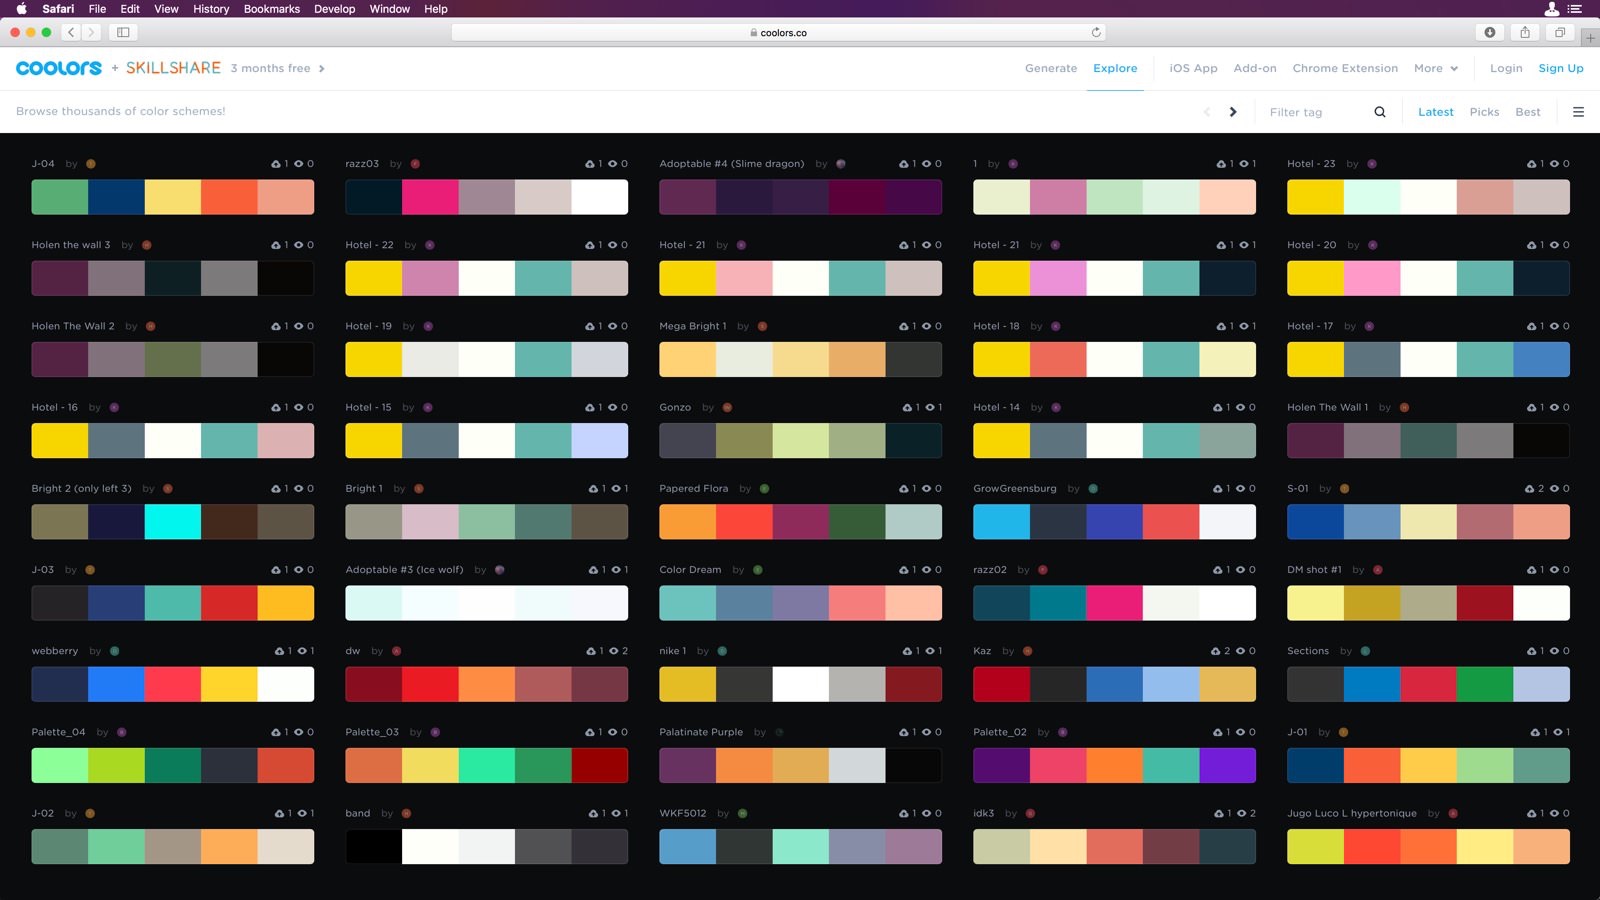 Safari File Edit View History Bookmarks Develop Window Help
coolors.co
COOLORS + SKILLSHARE 3 months free Generate Explore iOS App Add-on Chrome Extension More Login Sign Up
Browse thousands of color schemes! Filter tag Latest Picks Best
J-04 by 1 0 razz03 by 1 0 Adoptable #4 (Slime dragon) by 1 0 1 by 1 1 Hotel - 23 by 1 0
Holen the wall 3 by 1 0 Hotel - 22 by 1 0 Hotel - 21 by 1 0 Hotel - 21 by 1 1 Hotel - 20 by 1 0
Holen The Wall 2 by 1 0 Hotel - 19 by 1 0 Mega Bright 1 by 1 0 Hotel - 18 by 1 1 Hotel - 17 by 1 0
Hotel - 16 by 1 0 Hotel - 15 by 1 0 Gonzo by 1 1 Hotel - 14 by 1 0 Holen The Wall 1 by 1 0
Bright 2 (only left 3) by 1 0 Bright 1 by 1 1 Papered Flora by 1 0 GrowGreensburg by 1 0 S-01 by 2 0
J-03 by 1 0 Adoptable #3 (Ice wolf) by 1 1 Color Dream by 1 0 razz02 by 1 0 DM shot #1 by 1 0
webberry by 1 1 dw by 1 2 nike 1 by 1 1 Kaz by 2 0 Sections by 1 0
Palette_04 by 1 0 Palette_03 by 1 0 Palatinate Purple by 1 0 Palette_02 by 1 0 J-01 by 1 1
J-02 by 1 1 band by 1 1 WKF5012 by 1 0 idk3 by 1 2 Jugo Luco L hypertonique by 1 0